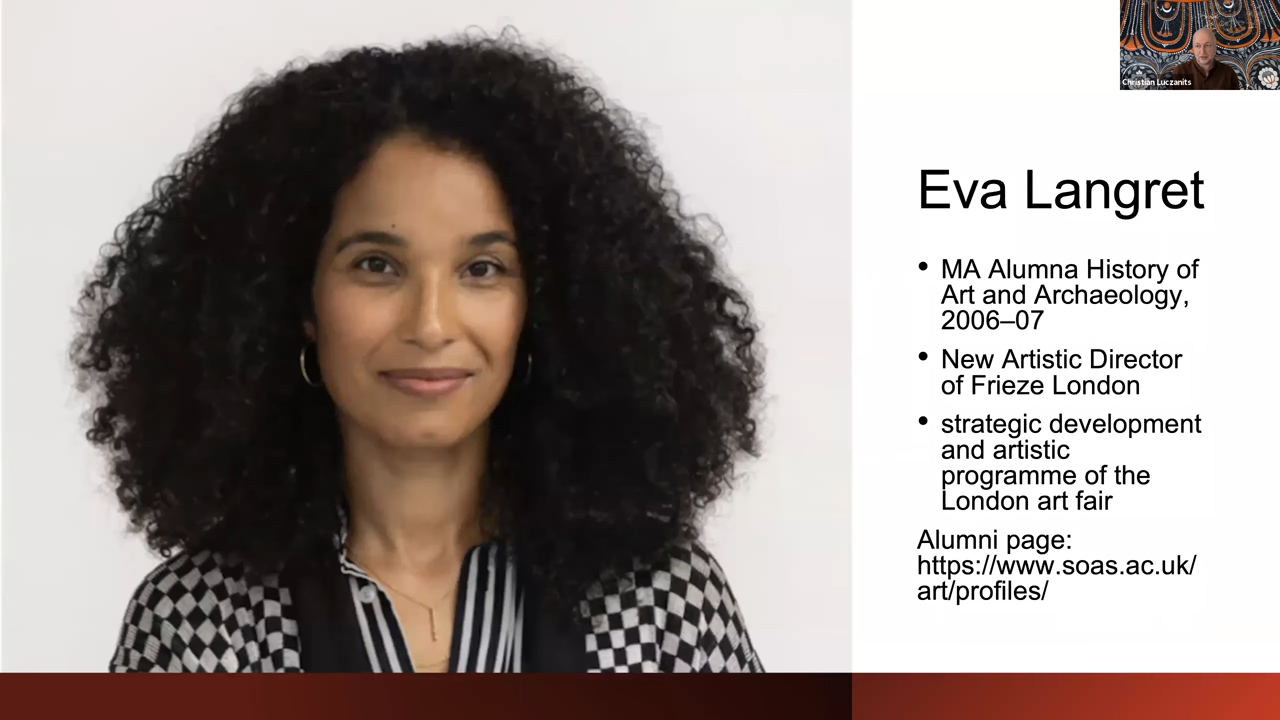 Christian Luczanits
Eva Langret
• MA Alumna History of
Art and Archaeology,
2006–07
• New Artistic Director
of Frieze London
• strategic development
and artistic
programme of the
London art fair
Alumni page:
https://www.soas.ac.uk/
art/profiles/